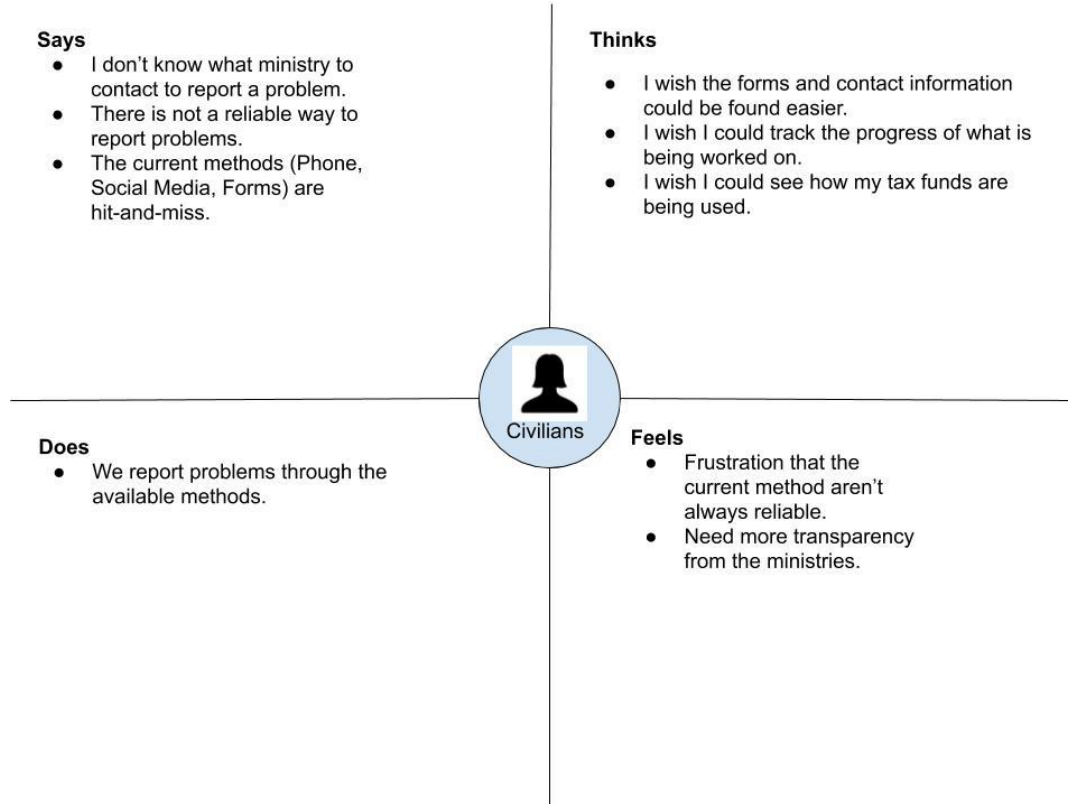 Says
● I don't know what ministry to
contact to report a problem.
● There is not a reliable way to
report problems.
● The current methods (Phone,
Social Media, Forms) are
hit-and-miss.
Thinks
● I wish the forms and contact information
could be found easier.
● I wish I could track the progress of what is
being worked on.
● I wish I could see how my tax funds are
being used.
Civilians
Does
● We report problems through the
available methods.
Feels
● Frustration that the
current method aren't
always reliable.
● Need more transparency
from the ministries.